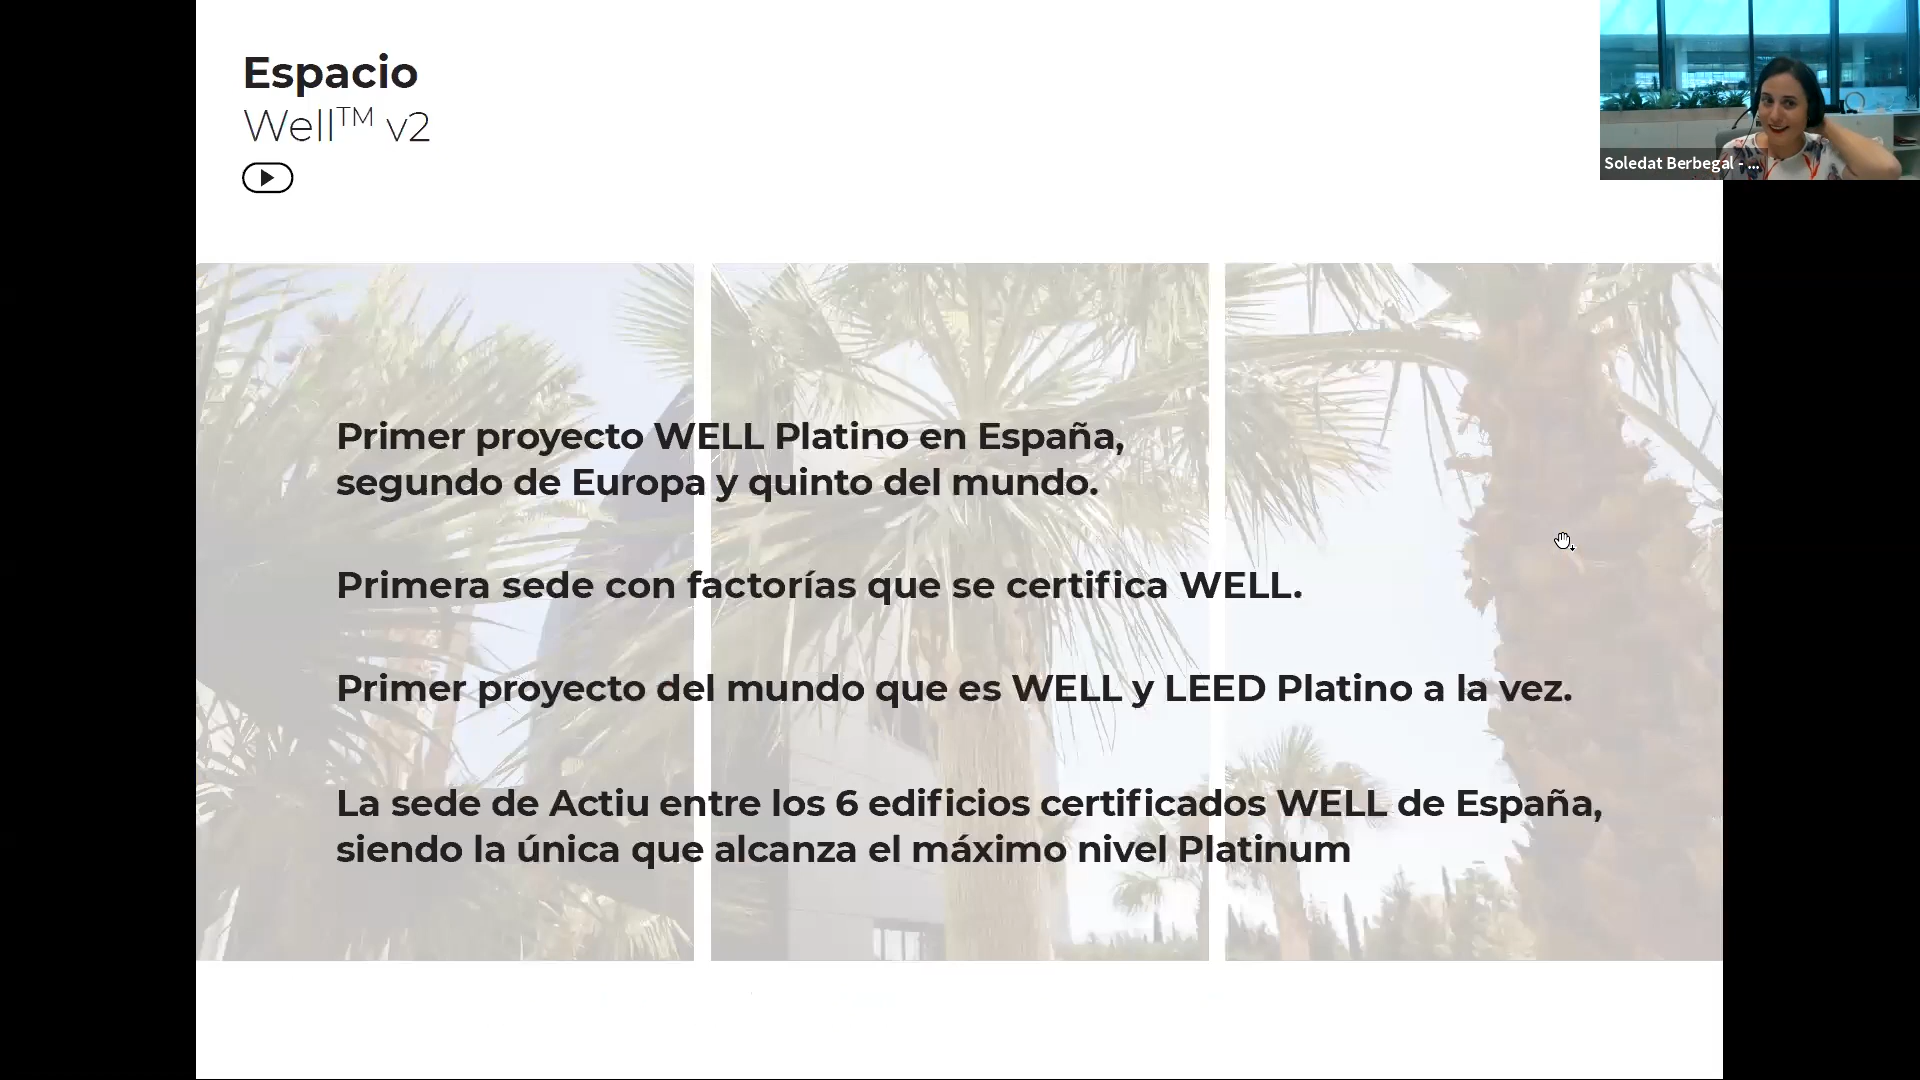 Espacio
Well™ v2
Soledat Berbegal - ...
Primer proyecto WELL Platino en España,
segundo de Europa y quinto del mundo.
Primera sede con factorías que se certifica WELL.
Primer proyecto del mundo que es WELL y LEED Platino a la vez.
La sede de Actiu entre los 6 edificios certificados WELL de España,
siendo la única que alcanza el máximo nivel Platinum